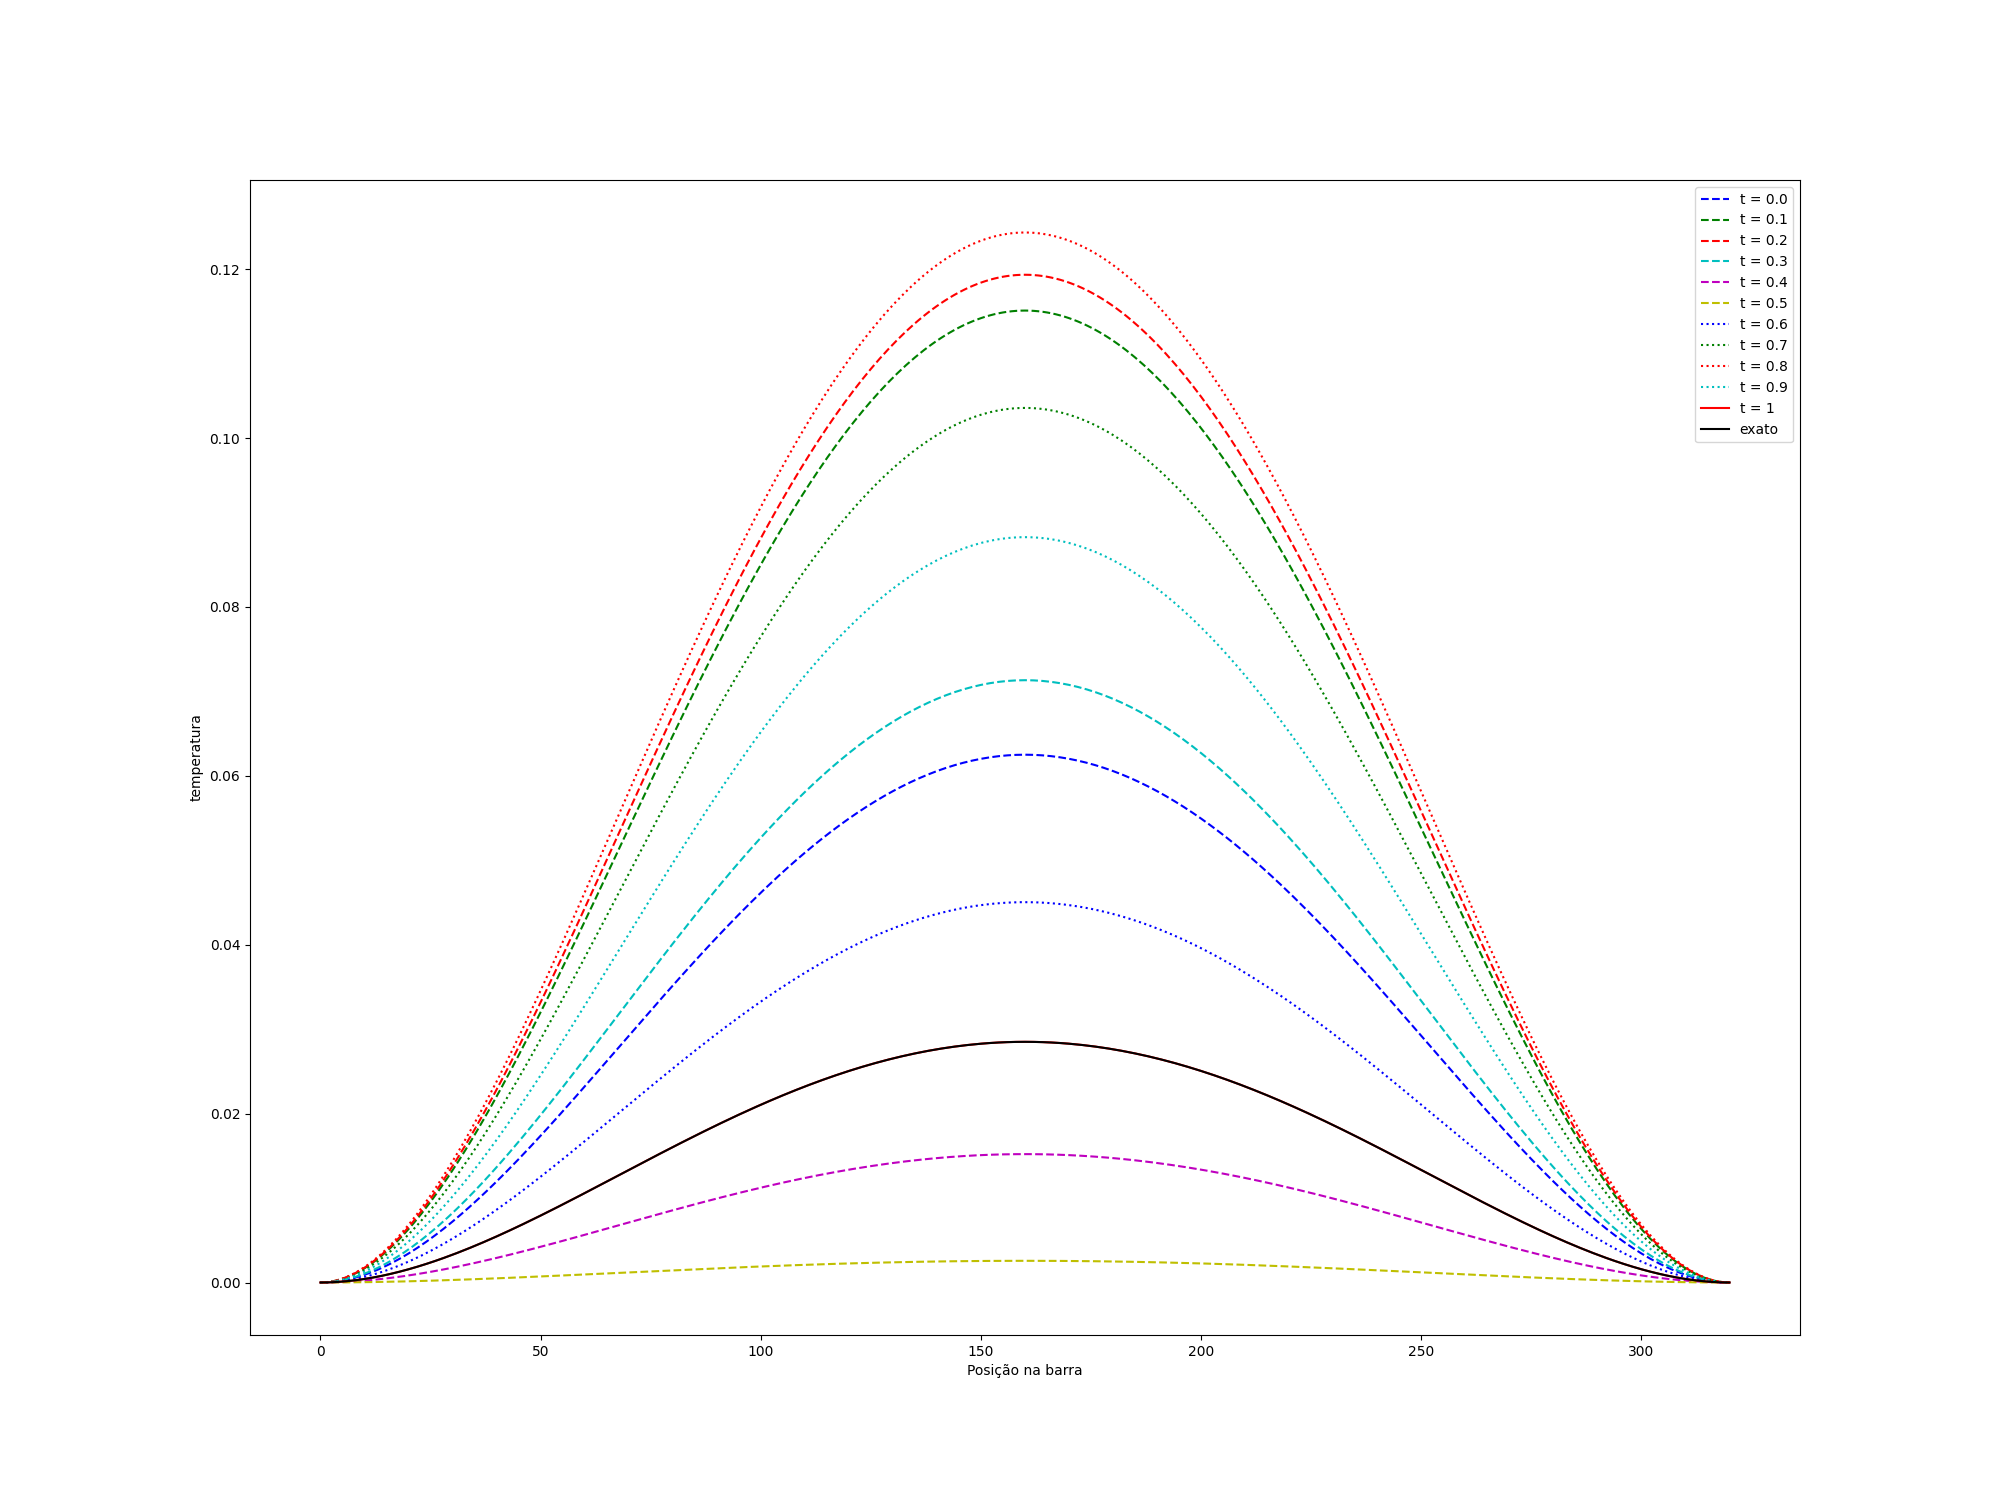 t = 0.0
t = 0.1
t = 0.2
t = 0.3
t = 0.4
t = 0.5
t = 0.6
t = 0.7
t = 0.8
t = 0.9
t = 1
exato
0.12
0.10
0.08
0.06
0.04
0.02
0.00
temperatura
0 50 100 150 200 250 300
Posição na barra